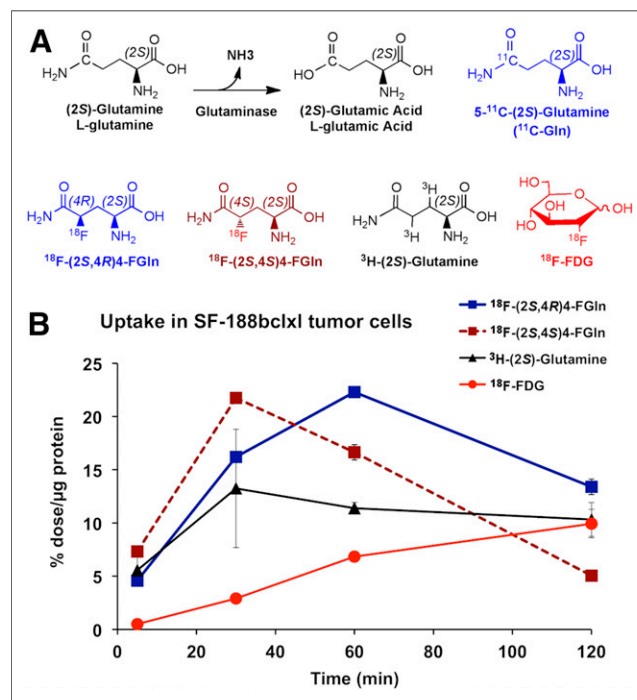 A
O O
(2S)
H₂N OH
NH₂
(2S)-Glutamine
L-glutamine
NH3
Glutaminase
O O
(2S)
HO OH
NH₂
(2S)-Glutamic Acid
L-glutamic Acid
O O
¹¹C (2S)
H₂N OH
NH₂
5-¹¹C-(2S)-Glutamine
(¹¹C-Gln)
O (4R) (2S) O
H₂N OH
¹⁸F NH₂
¹⁸F-(2S,4R)4-FGln
O (4S) (2S) O
H₂N OH
¹⁸F NH₂
¹⁸F-(2S,4S)4-FGln
O ³H (2S) O
H₂N OH
³H NH₂
³H-(2S)-Glutamine
HO
HO O
HO OH
¹⁸F
¹⁸F-FDG
B Uptake in SF-188bclxl tumor cells
¹⁸F-(2S,4R)4-FGln
¹⁸F-(2S,4S)4-FGln
³H-(2S)-Glutamine
¹⁸F-FDG
% dose/µg protein
25
20
15
10
5
0
0 20 40 60 80 100 120
Time (min)